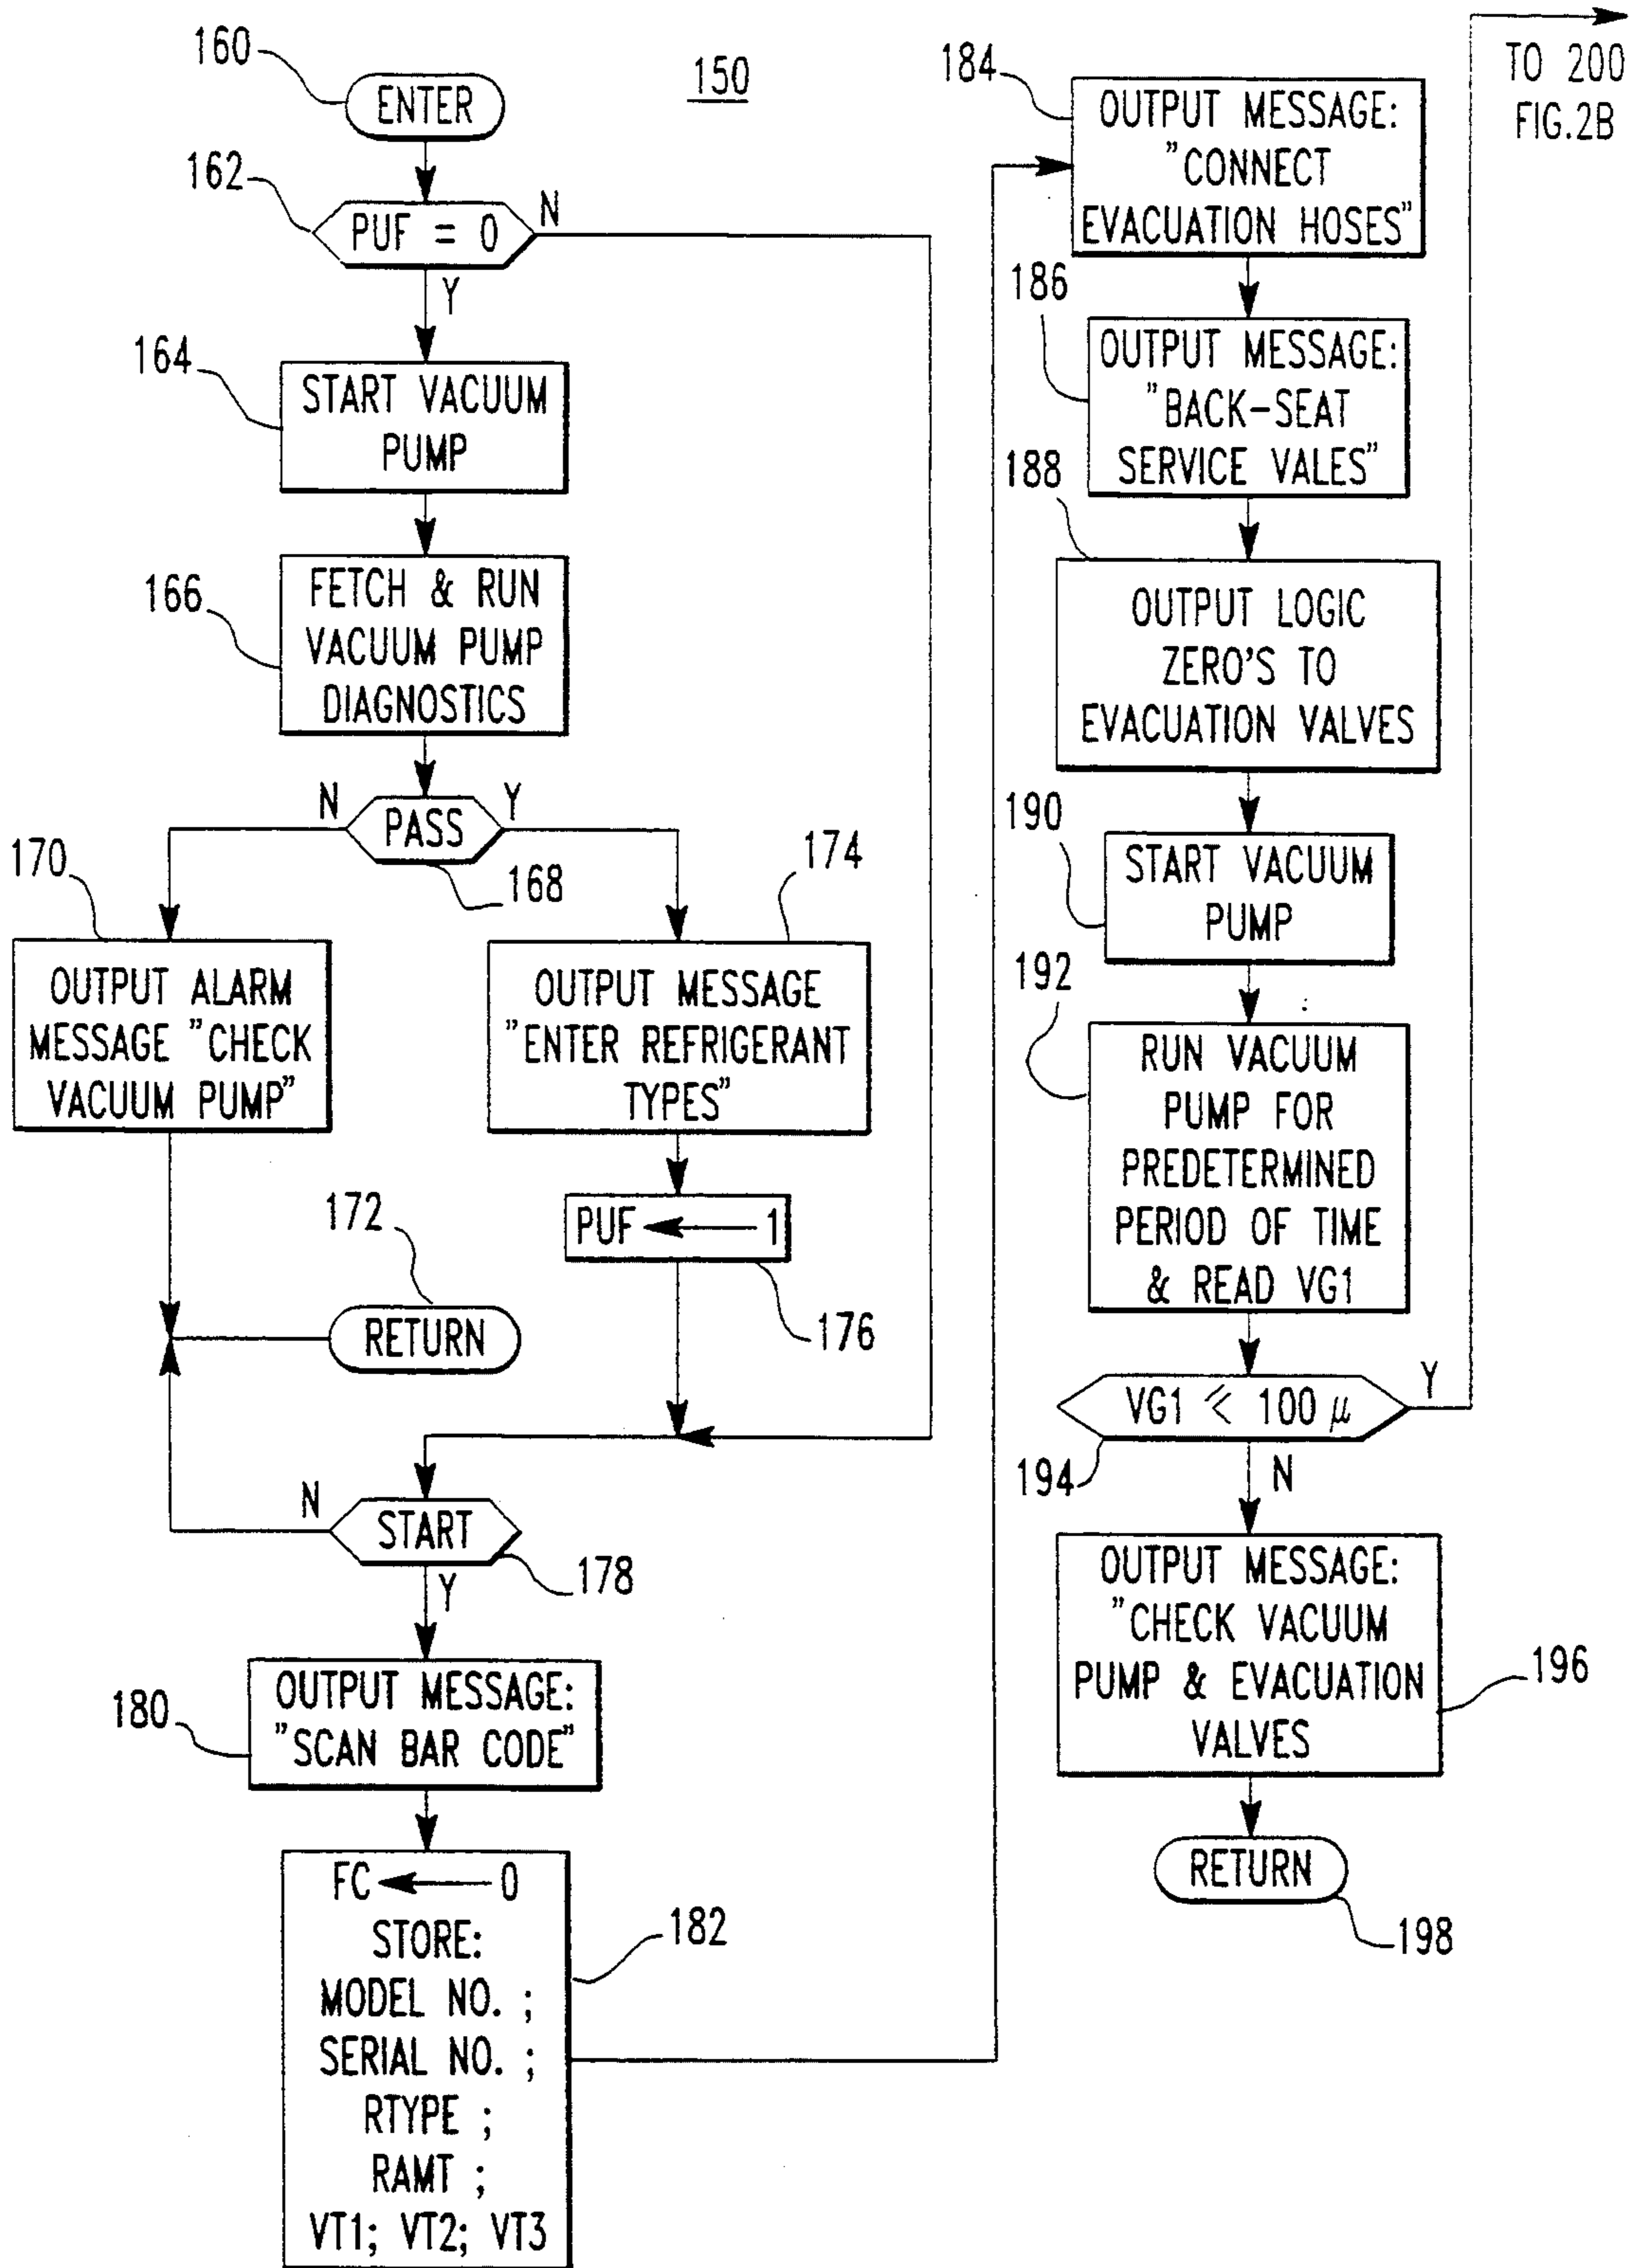 150
160
ENTER
162
PUF = 0
N
Y
164
START VACUUM
PUMP
166
FETCH & RUN
VACUUM PUMP
DIAGNOSTICS
N
PASS
Y
168
170
OUTPUT ALARM
MESSAGE "CHECK
VACUUM PUMP"
174
OUTPUT MESSAGE
"ENTER REFRIGERANT
TYPES"
PUF 1
176
172
RETURN
N
START
178
Y
180
OUTPUT MESSAGE:
"SCAN BAR CODE"
FC 0
STORE:
MODEL NO. ;
SERIAL NO. ;
RTYPE ;
RAMT ;
VT1; VT2; VT3
182
184
OUTPUT MESSAGE:
"CONNECT
EVACUATION HOSES"
186
OUTPUT MESSAGE:
"BACK-SEAT
SERVICE VALES"
188
OUTPUT LOGIC
ZERO'S TO
EVACUATION VALVES
190
START VACUUM
PUMP
192
RUN VACUUM
PUMP FOR
PREDETERMINED
PERIOD OF TIME
& READ VG1
VG1 ≤ 100 μ
Y
194
N
OUTPUT MESSAGE:
"CHECK VACUUM
PUMP & EVACUATION
VALVES
196
RETURN
198
TO 200
FIG.2B